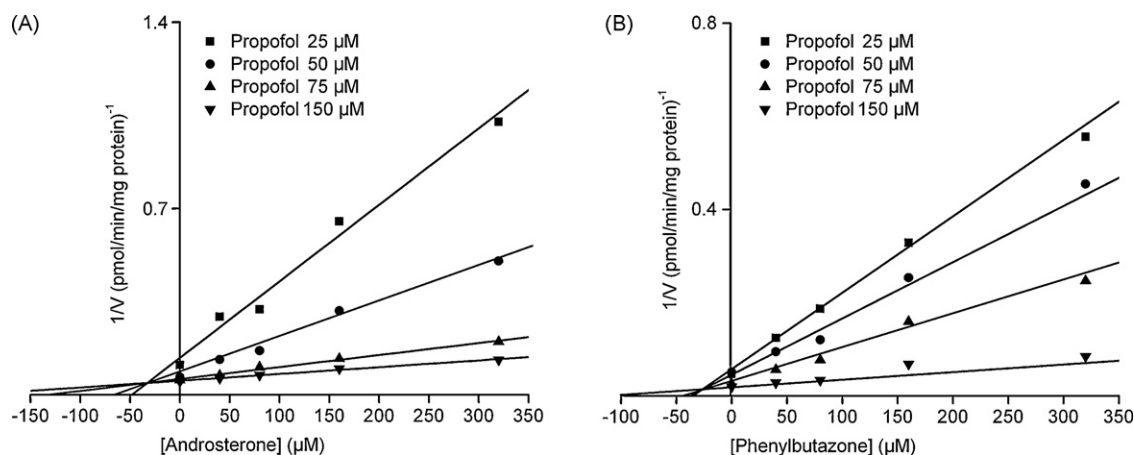 (A)
1.4
Propofol 25 µM
Propofol 50 µM
Propofol 75 µM
Propofol 150 µM
1/V (pmol/min/mg protein)⁻¹
0.7
-150 -100 -50 0 50 100 150 200 250 300 350
[Androsterone] (µM)
(B)
0.8
Propofol 25 µM
Propofol 50 µM
Propofol 75 µM
Propofol 150 µM
1/V (pmol/min/mg protein)⁻¹
0.4
-100 -50 0 50 100 150 200 250 300 350
[Phenylbutazone] (µM)